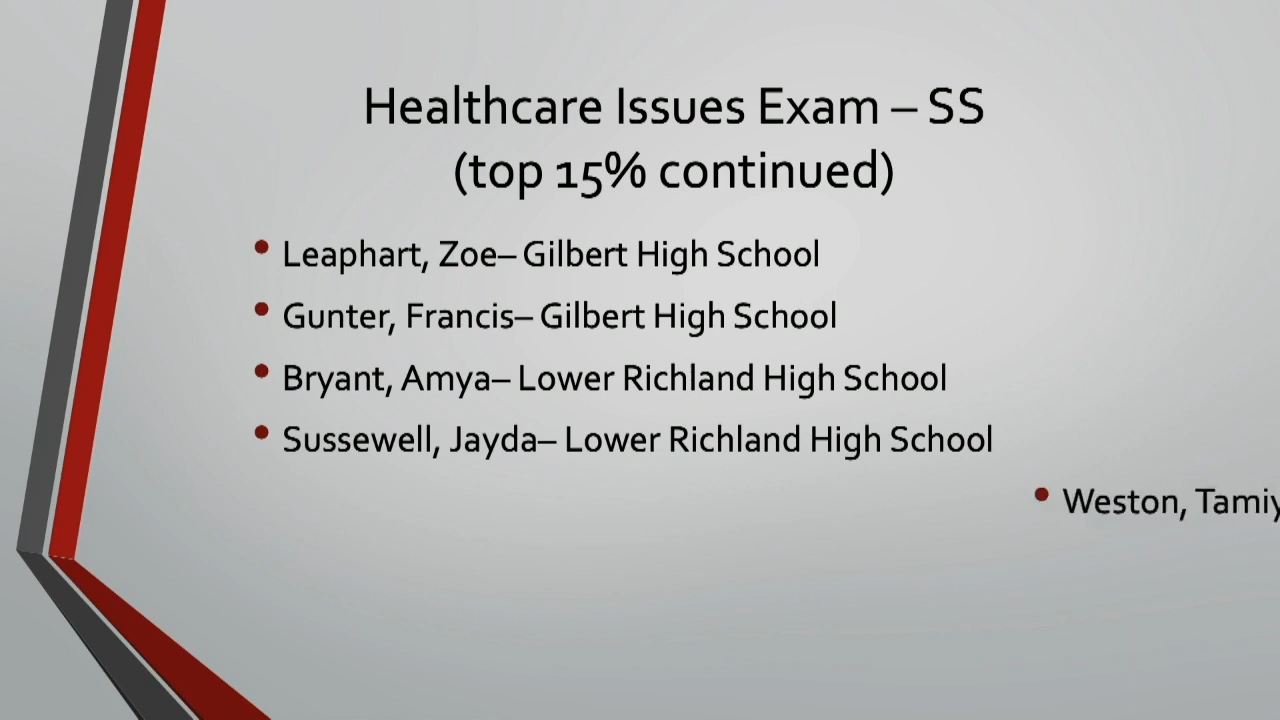 Healthcare Issues Exam – SS
(top 15% continued)
• Leaphart, Zoe– Gilbert High School
• Gunter, Francis– Gilbert High School
• Bryant, Amya– Lower Richland High School
• Sussewell, Jayda– Lower Richland High School
• Weston,